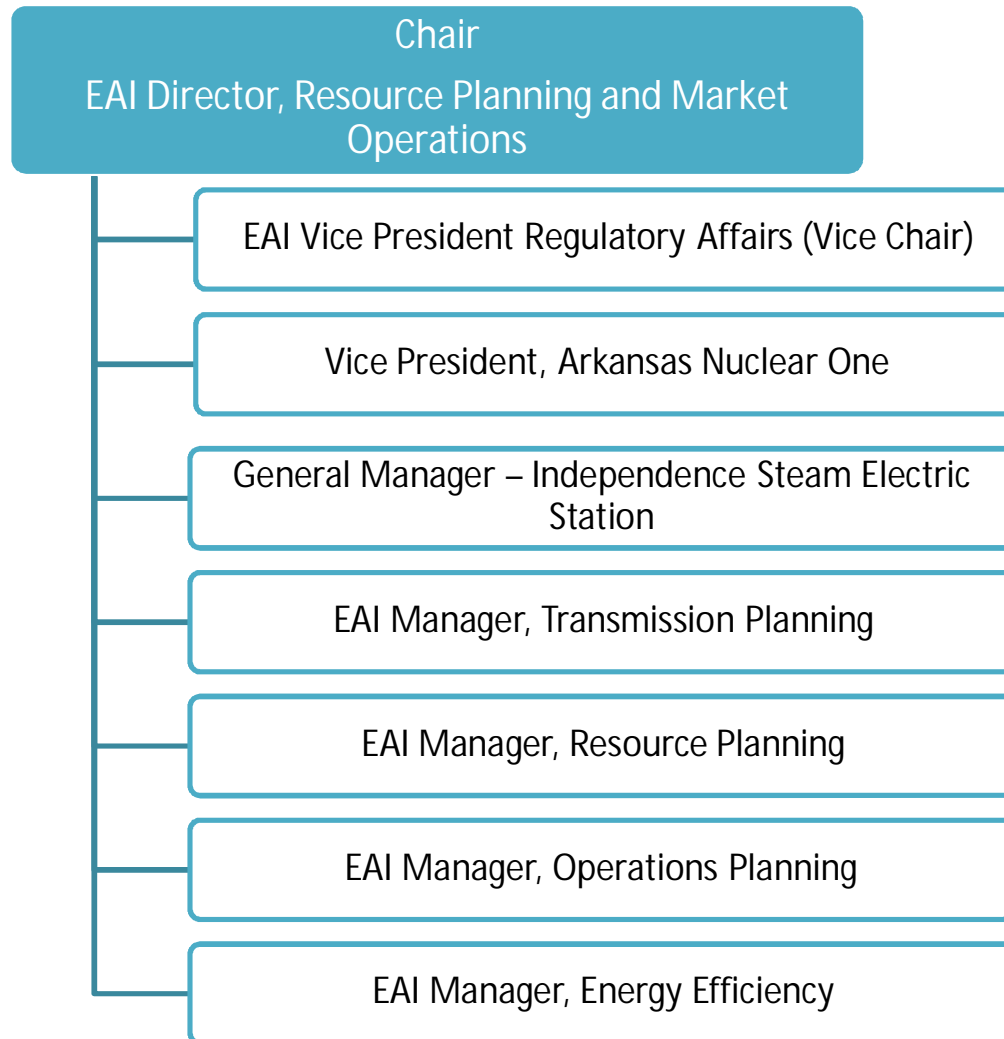 Chair
EAI Director, Resource Planning and Market
Operations
EAI Vice President Regulatory Affairs (Vice Chair)
Vice President, Arkansas Nuclear One
General Manager – Independence Steam Electric
Station
EAI Manager, Transmission Planning
EAI Manager, Resource Planning
EAI Manager, Operations Planning
EAI Manager, Energy Efficiency